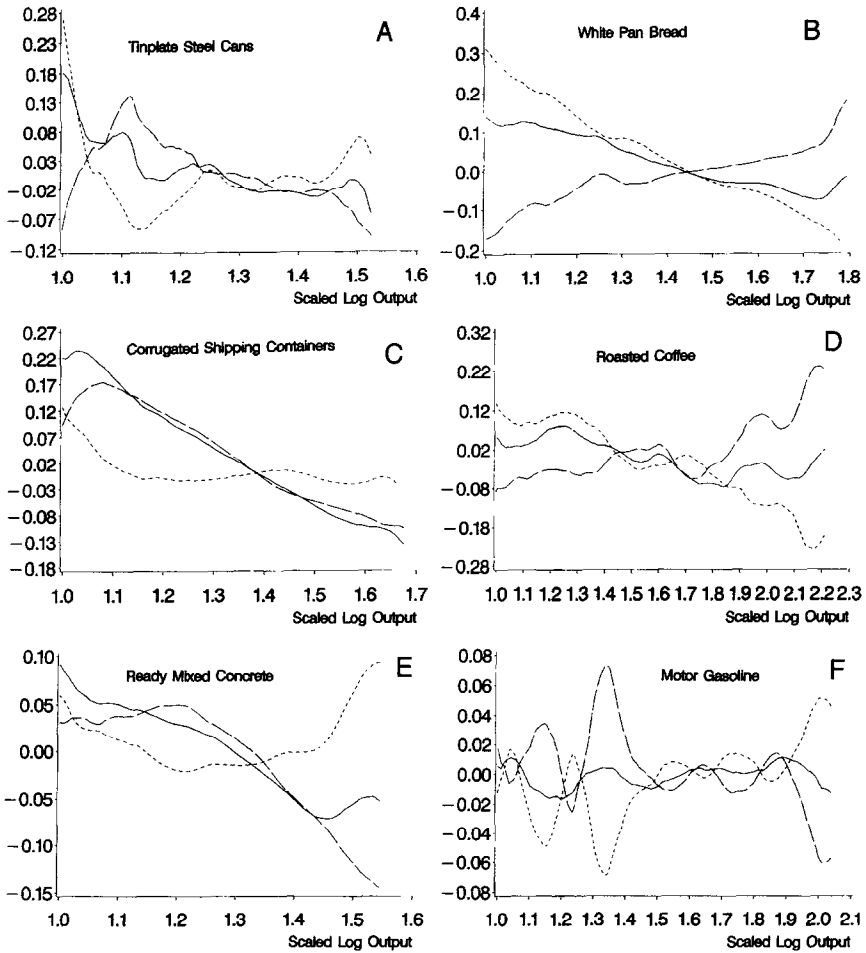 A
Tinplate Steel Cans
0.28
0.23
0.18
0.13
0.08
0.03
−0.02
−0.07
−0.12
1.0 1.1 1.2 1.3 1.4 1.5 1.6
Scaled Log Output
B
White Pan Bread
0.4
0.3
0.2
0.1
0.0
−0.1
−0.2
1.0 1.1 1.2 1.3 1.4 1.5 1.6 1.7 1.8
Scaled Log Output
C
Corrugated Shipping Containers
0.27
0.22
0.17
0.12
0.07
0.02
−0.03
−0.08
−0.13
−0.18
1.0 1.1 1.2 1.3 1.4 1.5 1.6 1.7
Scaled Log Output
D
Roasted Coffee
0.32
0.22
0.12
0.02
−0.08
−0.18
−0.28
1.0 1.1 1.2 1.3 1.4 1.5 1.6 1.7 1.8 1.9 2.0 2.1 2.2 2.3
Scaled Log Output
E
Ready Mixed Concrete
0.10
0.05
0.00
−0.05
−0.10
−0.15
1.0 1.1 1.2 1.3 1.4 1.5 1.6
Scaled Log Output
F
Motor Gasoline
0.08
0.06
0.04
0.02
0.00
−0.02
−0.04
−0.06
−0.08
1.0 1.1 1.2 1.3 1.4 1.5 1.6 1.7 1.8 1.9 2.0 2.1
Scaled Log Output